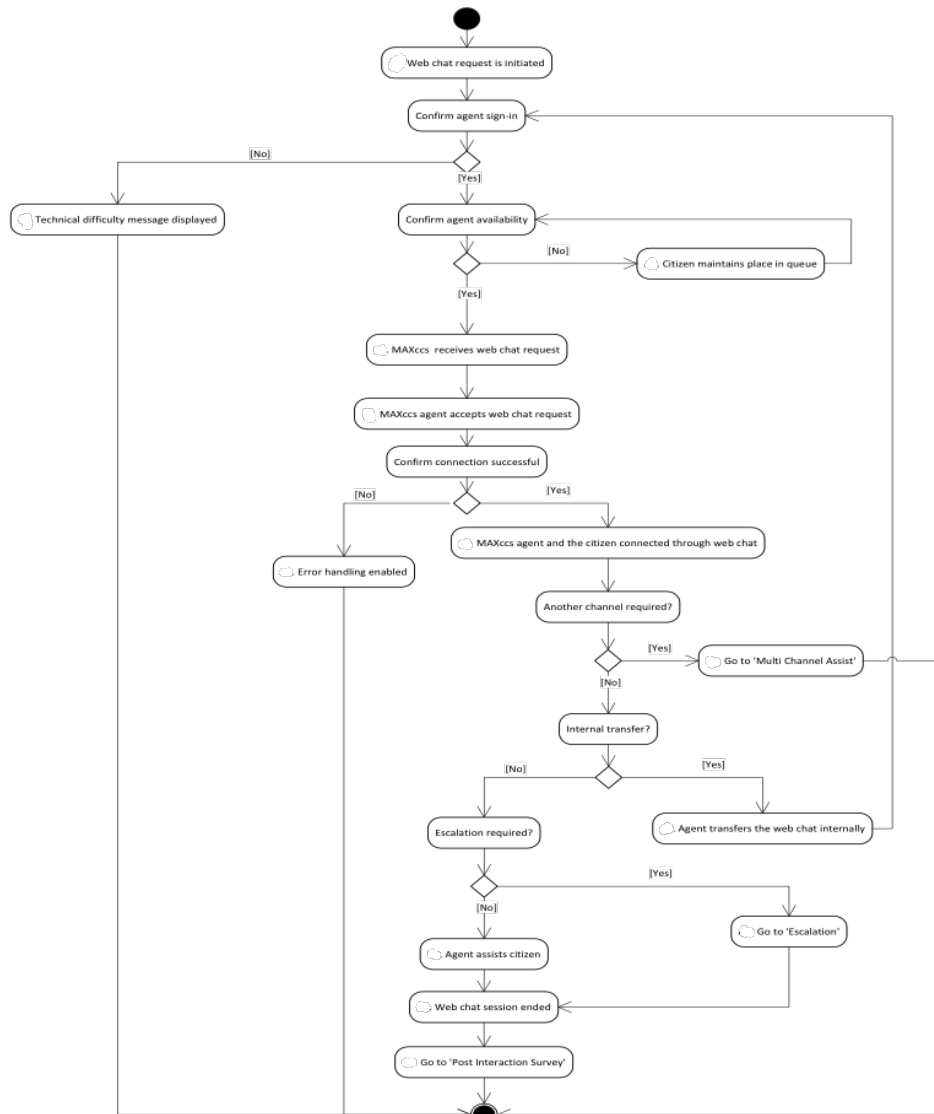 Web chat request is initiated
Confirm agent sign-in
[No]
[Yes]
Technical difficulty message displayed
Confirm agent availability
[No]
Citizen maintains place in queue
[Yes]
MAXccs receives web chat request
MAXccs agent accepts web chat request
Confirm connection successful
[No]
[Yes]
MAXccs agent and the citizen connected through web chat
Error handling enabled
Another channel required?
[Yes]
Go to 'Multi Channel Assist'
[No]
Internal transfer?
[No]
[Yes]
Escalation required?
Agent transfers the web chat internally
[Yes]
[No]
Go to 'Escalation'
Agent assists citizen
Web chat session ended
Go to 'Post Interaction Survey'